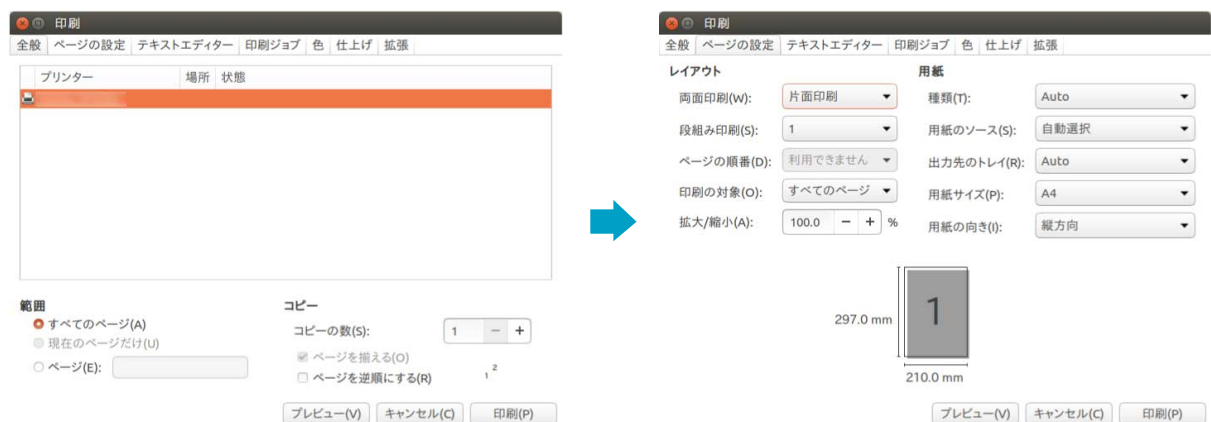 印刷
全般 ページの設定 テキストエディター 印刷ジョブ 色 仕上げ 拡張
プリンター 場所 状態
範囲
すべてのページ(A)
現在のページだけ(U)
ページ(E):
コピー
コピーの数(S): 1 − +
ページを揃える(O)
ページを逆順にする(R)
1 2
プレビュー(V) キャンセル(C) 印刷(P)
印刷
全般 ページの設定 テキストエディター 印刷ジョブ 色 仕上げ 拡張
レイアウト
両面印刷(W): 片面印刷
段組み印刷(S): 1
ページの順番(D): 利用できません
印刷の対象(O): すべてのページ
拡大/縮小(A): 100.0 − + %
用紙
種類(T): Auto
用紙のソース(S): 自動選択
出力先のトレイ(R): Auto
用紙サイズ(P): A4
用紙の向き(I): 縦方向
297.0 mm
1
210.0 mm
プレビュー(V) キャンセル(C) 印刷(P)